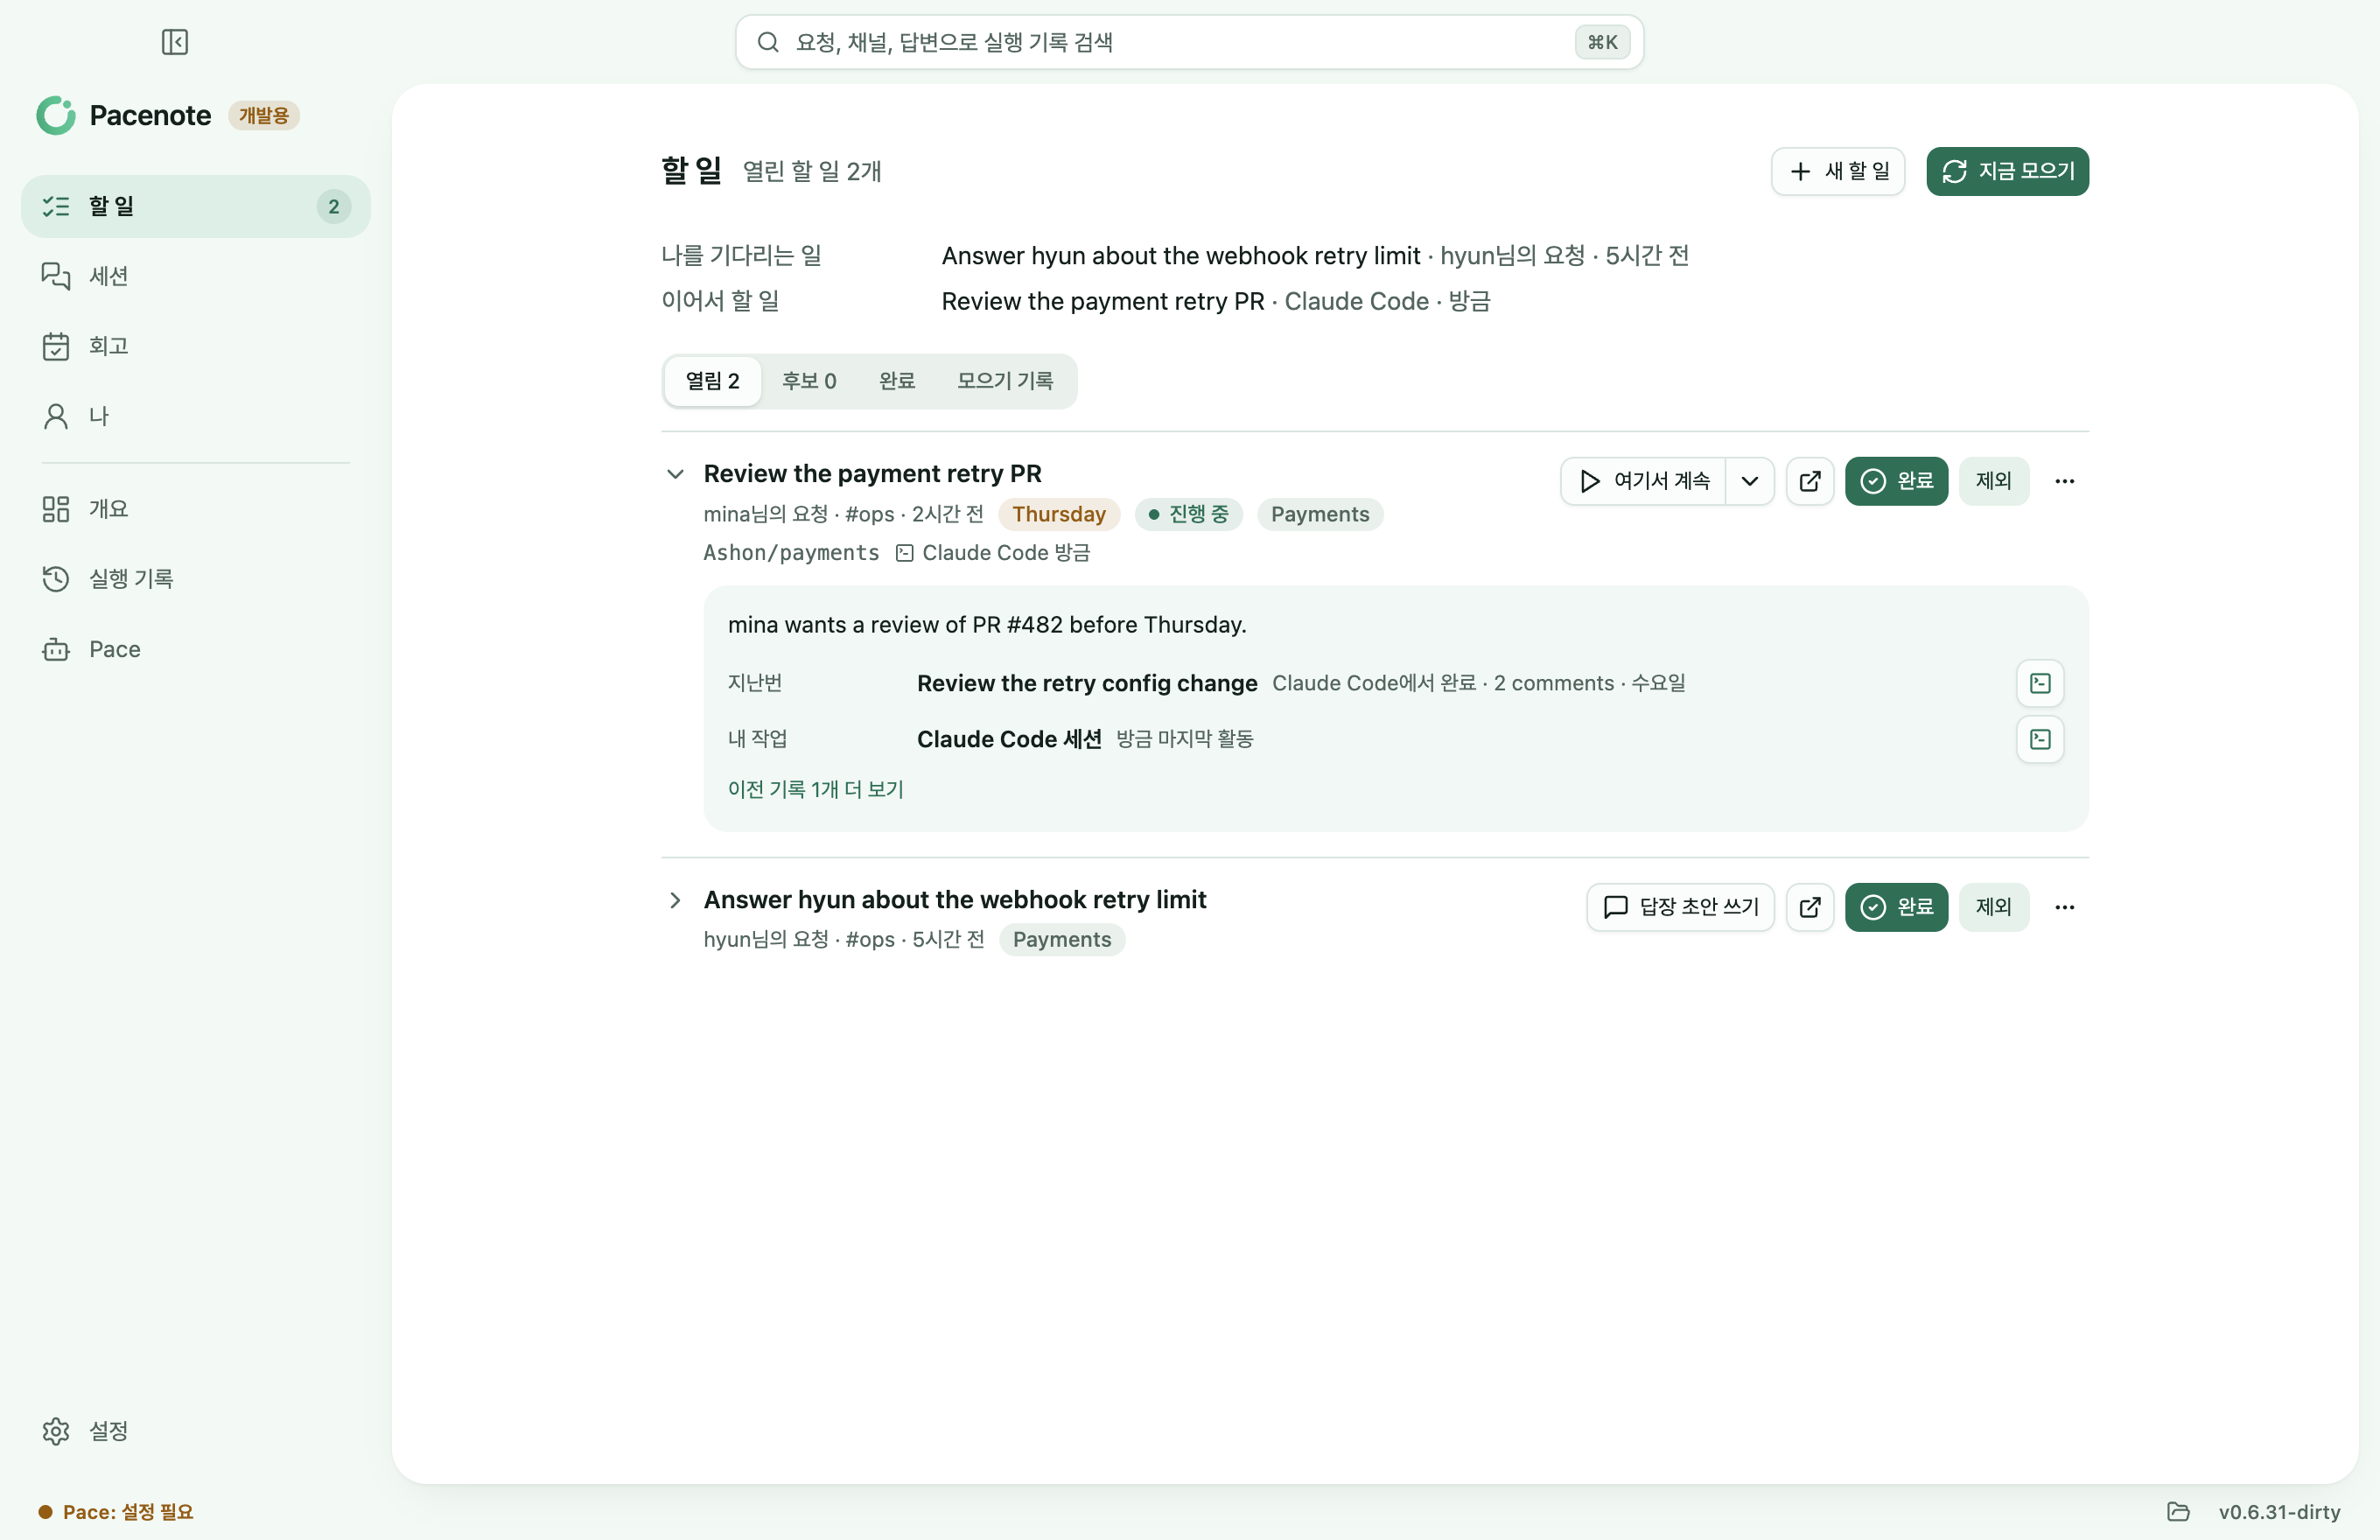 요청, 채널, 답변으로 실행 기록 검색 ⌘K
Pacenote 개발용
할 일 2
세션
회고
나
개요
실행 기록
Pace
설정
Pace: 설정 필요
할 일 열린 할 일 2개 새 할 일 지금 모으기
나를 기다리는 일 Answer hyun about the webhook retry limit · hyun님의 요청 · 5시간 전
이어서 할 일 Review the payment retry PR · Claude Code · 방금
열림 2 후보 0 완료 모으기 기록
Review the payment retry PR 여기서 계속 완료 제외
mina님의 요청 · #ops · 2시간 전 Thursday 진행 중 Payments
Ashon/payments Claude Code 방금
mina wants a review of PR #482 before Thursday.
지난번 Review the retry config change Claude Code에서 완료 · 2 comments · 수요일
내 작업 Claude Code 세션 방금 마지막 활동
이전 기록 1개 더 보기
Answer hyun about the webhook retry limit 답장 초안 쓰기 완료 제외
hyun님의 요청 · #ops · 5시간 전 Payments
v0.6.31-dirty